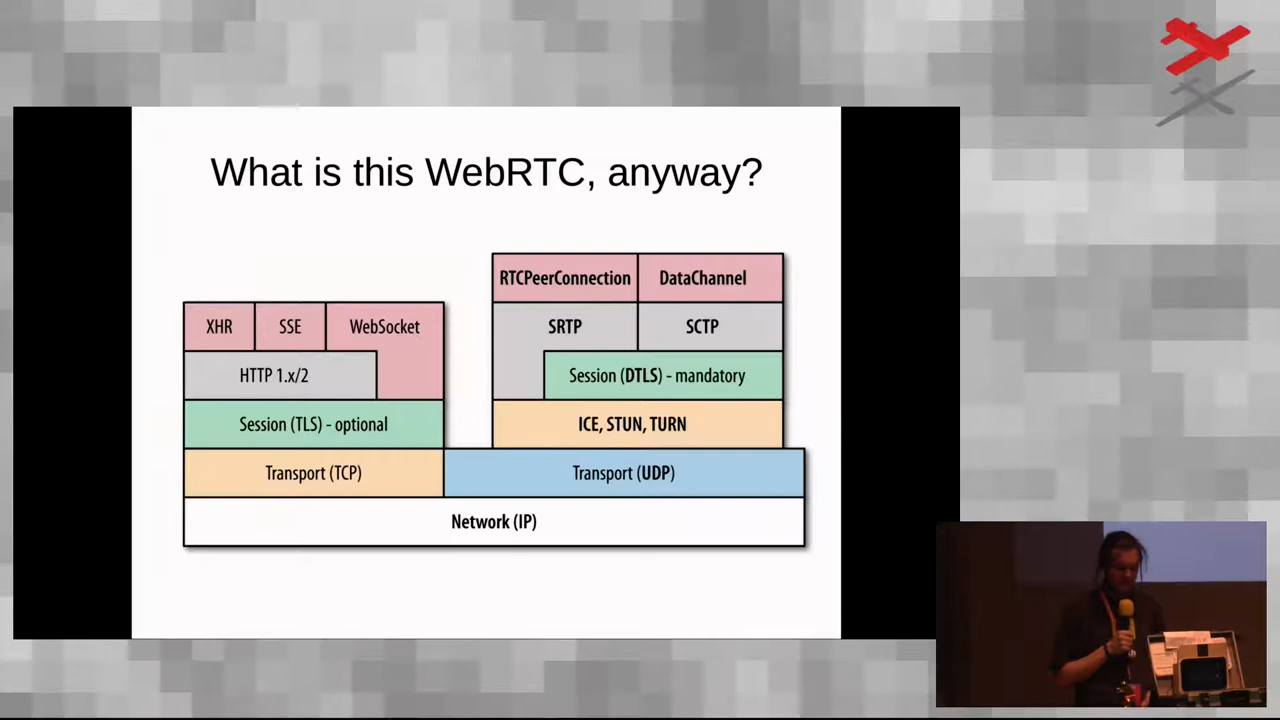 What is this WebRTC, anyway?
RTCPeerConnection DataChannel
XHR SSE WebSocket SRTP SCTP
HTTP 1.x/2 Session (DTLS) - mandatory
Session (TLS) - optional ICE, STUN, TURN
Transport (TCP) Transport (UDP)
Network (IP)